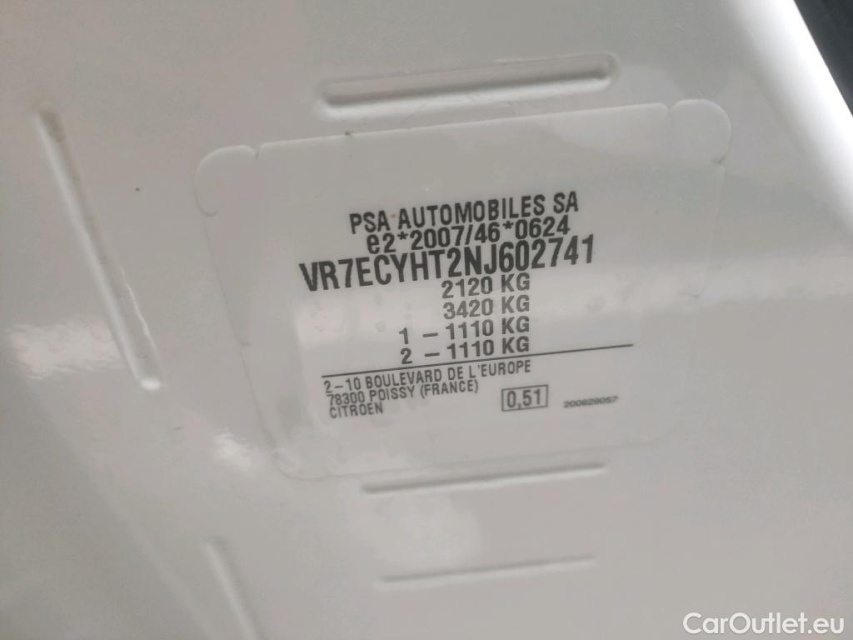 PSA AUTOMOBILES SA
e2*2007/46*0624
VR7ECYHT2NJ602741
2120 KG
3420 KG
1 - 1110 KG
2 - 1110 KG
2-10 BOULEVARD DE L'EUROPE
78300 POISSY (FRANCE)
CITROEN
0,51
200829057
CarOutlet.eu